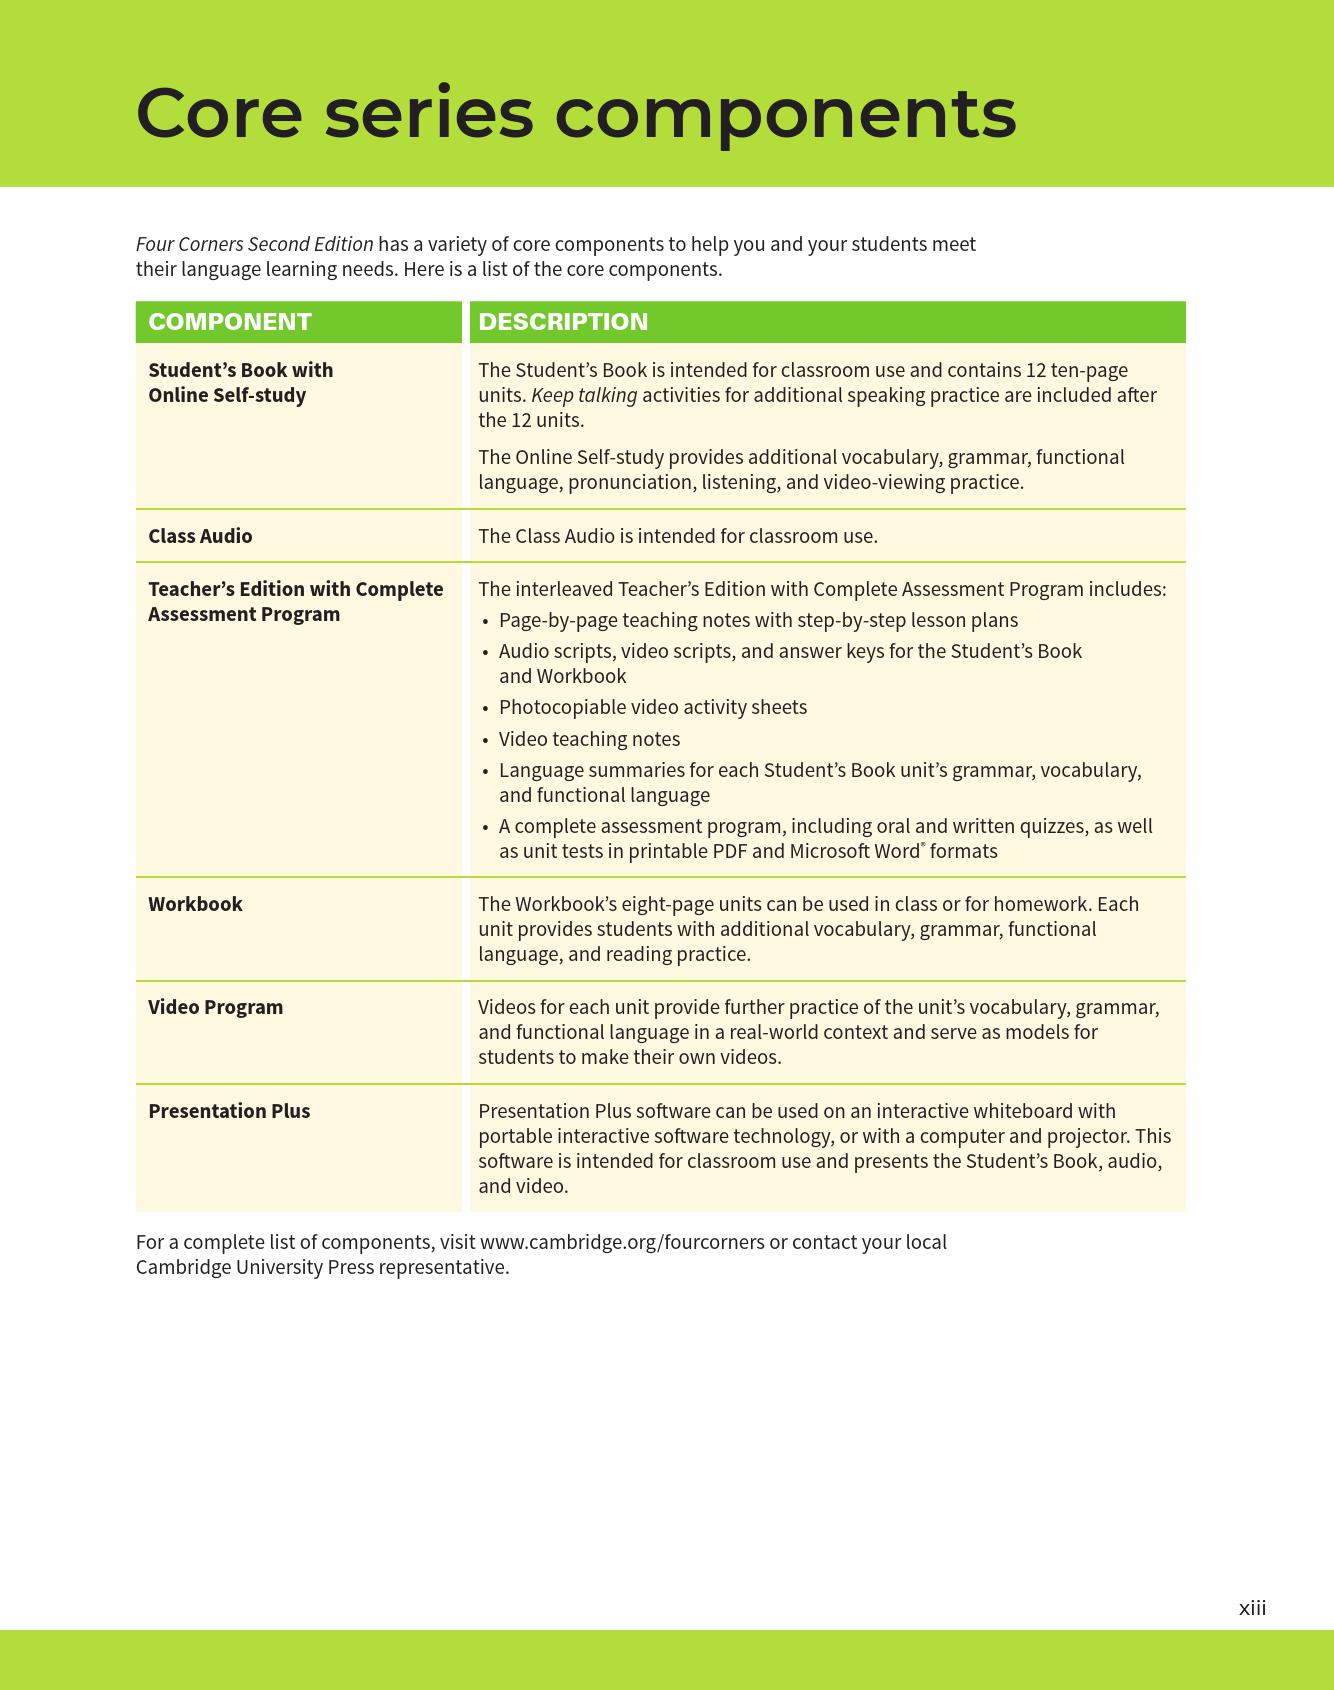 Core series components
Four Corners Second Edition has a variety of core components to help you and your students meet
their language learning needs. Here is a list of the core components.
COMPONENT
DESCRIPTION
Student’s Book with
Online Self-study
The Student’s Book is intended for classroom use and contains 12 ten-page
units. Keep talking activities for additional speaking practice are included after
the 12 units.
The Online Self-study provides additional vocabulary, grammar, functional
language, pronunciation, listening, and video-viewing practice.
Class Audio
The Class Audio is intended for classroom use.
Teacher’s Edition with Complete
Assessment Program
The interleaved Teacher’s Edition with Complete Assessment Program includes:
• Page-by-page teaching notes with step-by-step lesson plans
• Audio scripts, video scripts, and answer keys for the Student’s Book
and Workbook
• Photocopiable video activity sheets
• Video teaching notes
• Language summaries for each Student’s Book unit’s grammar, vocabulary,
and functional language
• A complete assessment program, including oral and written quizzes, as well
as unit tests in printable PDF and Microsoft Word® formats
Workbook
The Workbook’s eight-page units can be used in class or for homework. Each
unit provides students with additional vocabulary, grammar, functional
language, and reading practice.
Video Program
Videos for each unit provide further practice of the unit’s vocabulary, grammar,
and functional language in a real-world context and serve as models for
students to make their own videos.
Presentation Plus
Presentation Plus software can be used on an interactive whiteboard with
portable interactive software technology, or with a computer and projector. This
software is intended for classroom use and presents the Student’s Book, audio,
and video.
For a complete list of components, visit www.cambridge.org/fourcorners or contact your local
Cambridge University Press representative.
xiii